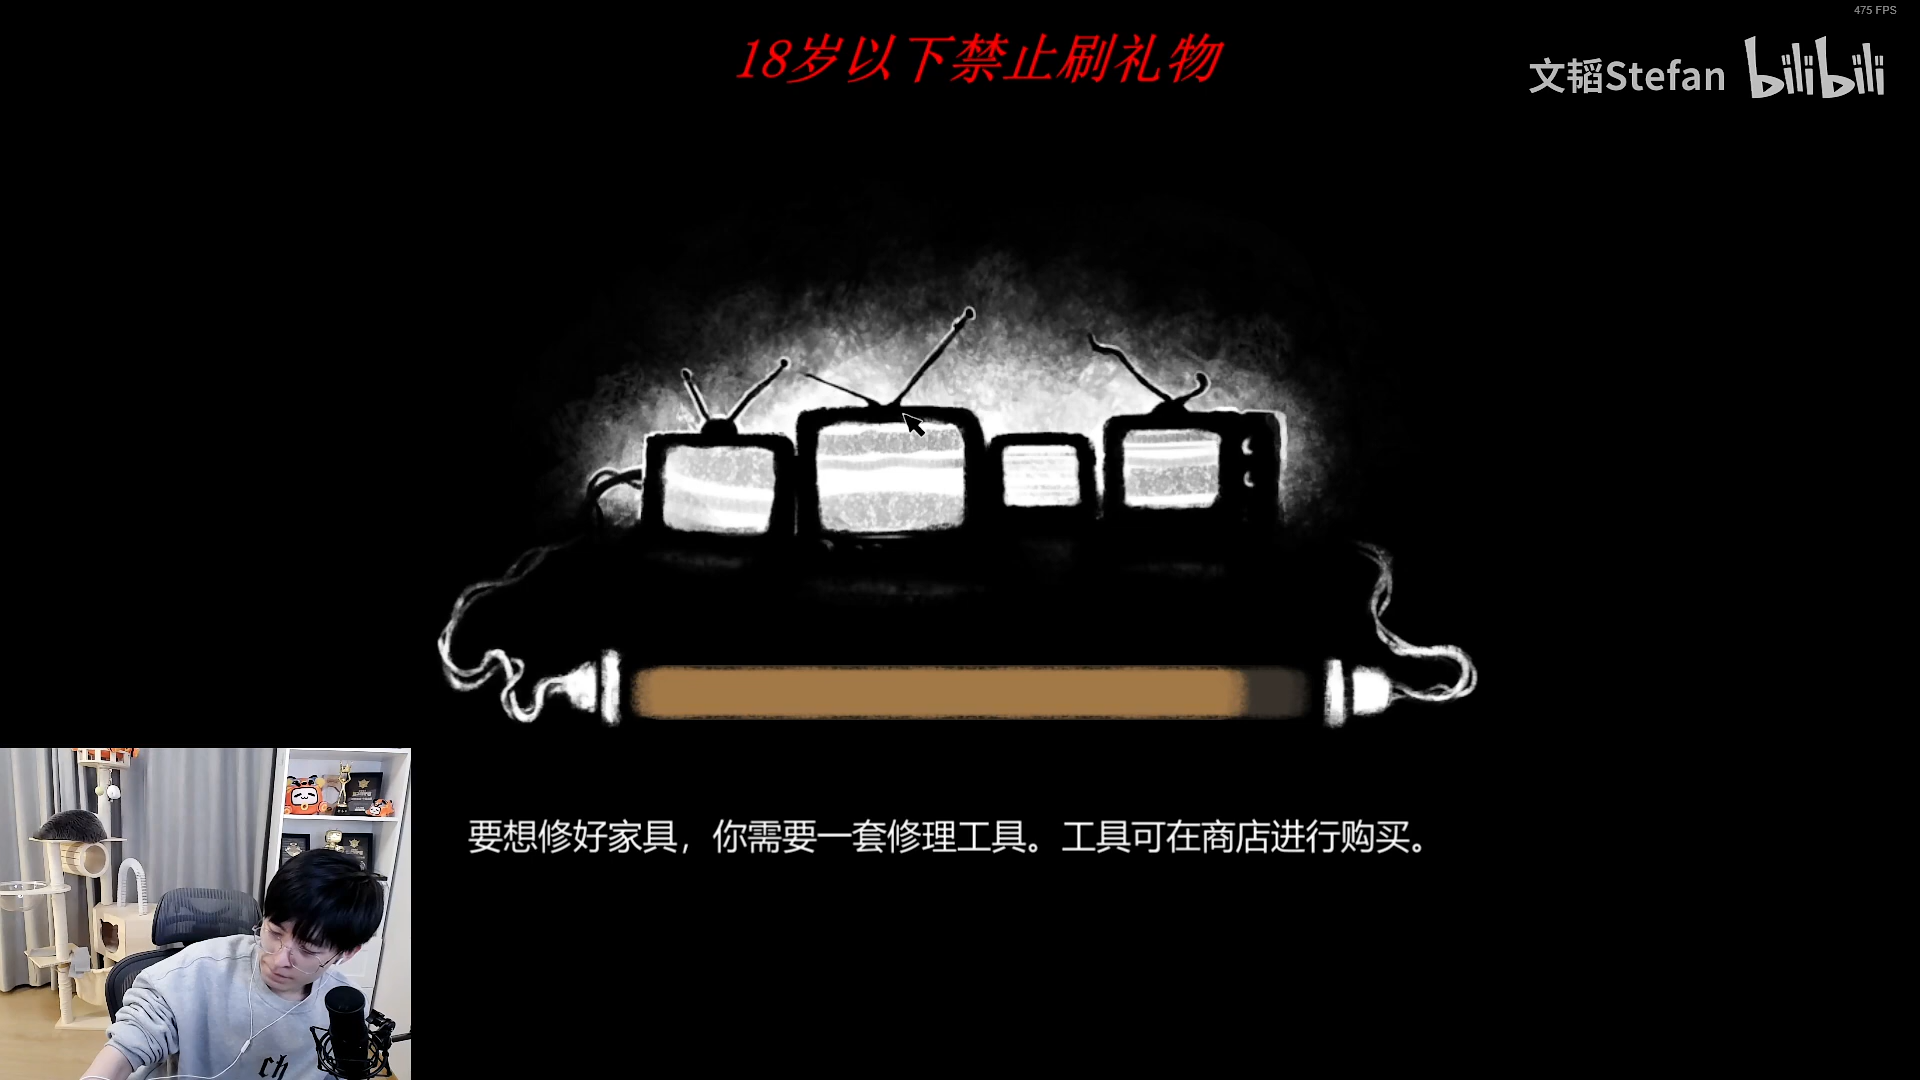 475 FPS
18岁以下禁止刷礼物
文韬Stefan bilibili
要想修好家具，你需要一套修理工具。工具可在商店进行购买。
ch